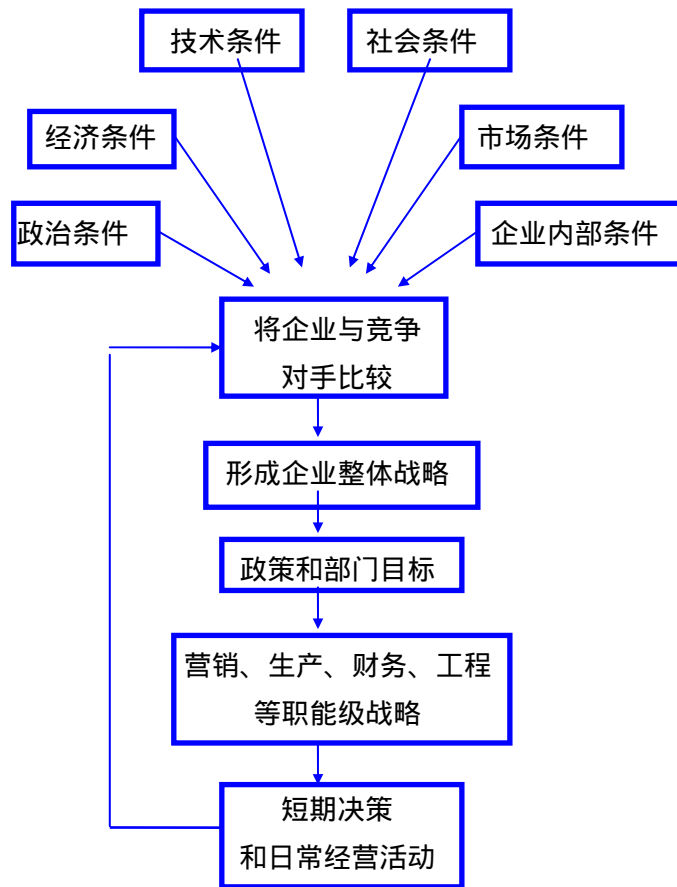 技术条件
社会条件
经济条件
市场条件
政治条件
企业内部条件
将企业与竞争
对手比较
形成企业整体战略
政策和部门目标
营销、生产、财务、工程
等职能级战略
短期决策
和日常经营活动